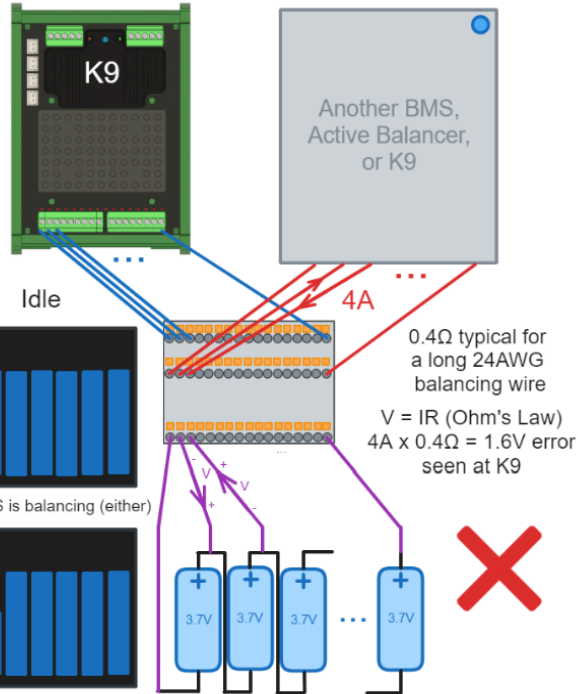 K9
Another BMS,
Active Balancer,
or K9
...
...
Idle
4A
0.4Ω typical for
a long 24AWG
balancing wire
V = IR (Ohm's Law)
4A x 0.4Ω = 1.6V error
seen at K9
...
S is balancing (either)
- V +
+ V -
+ + + +
3.7V 3.7V 3.7V ... 3.7V